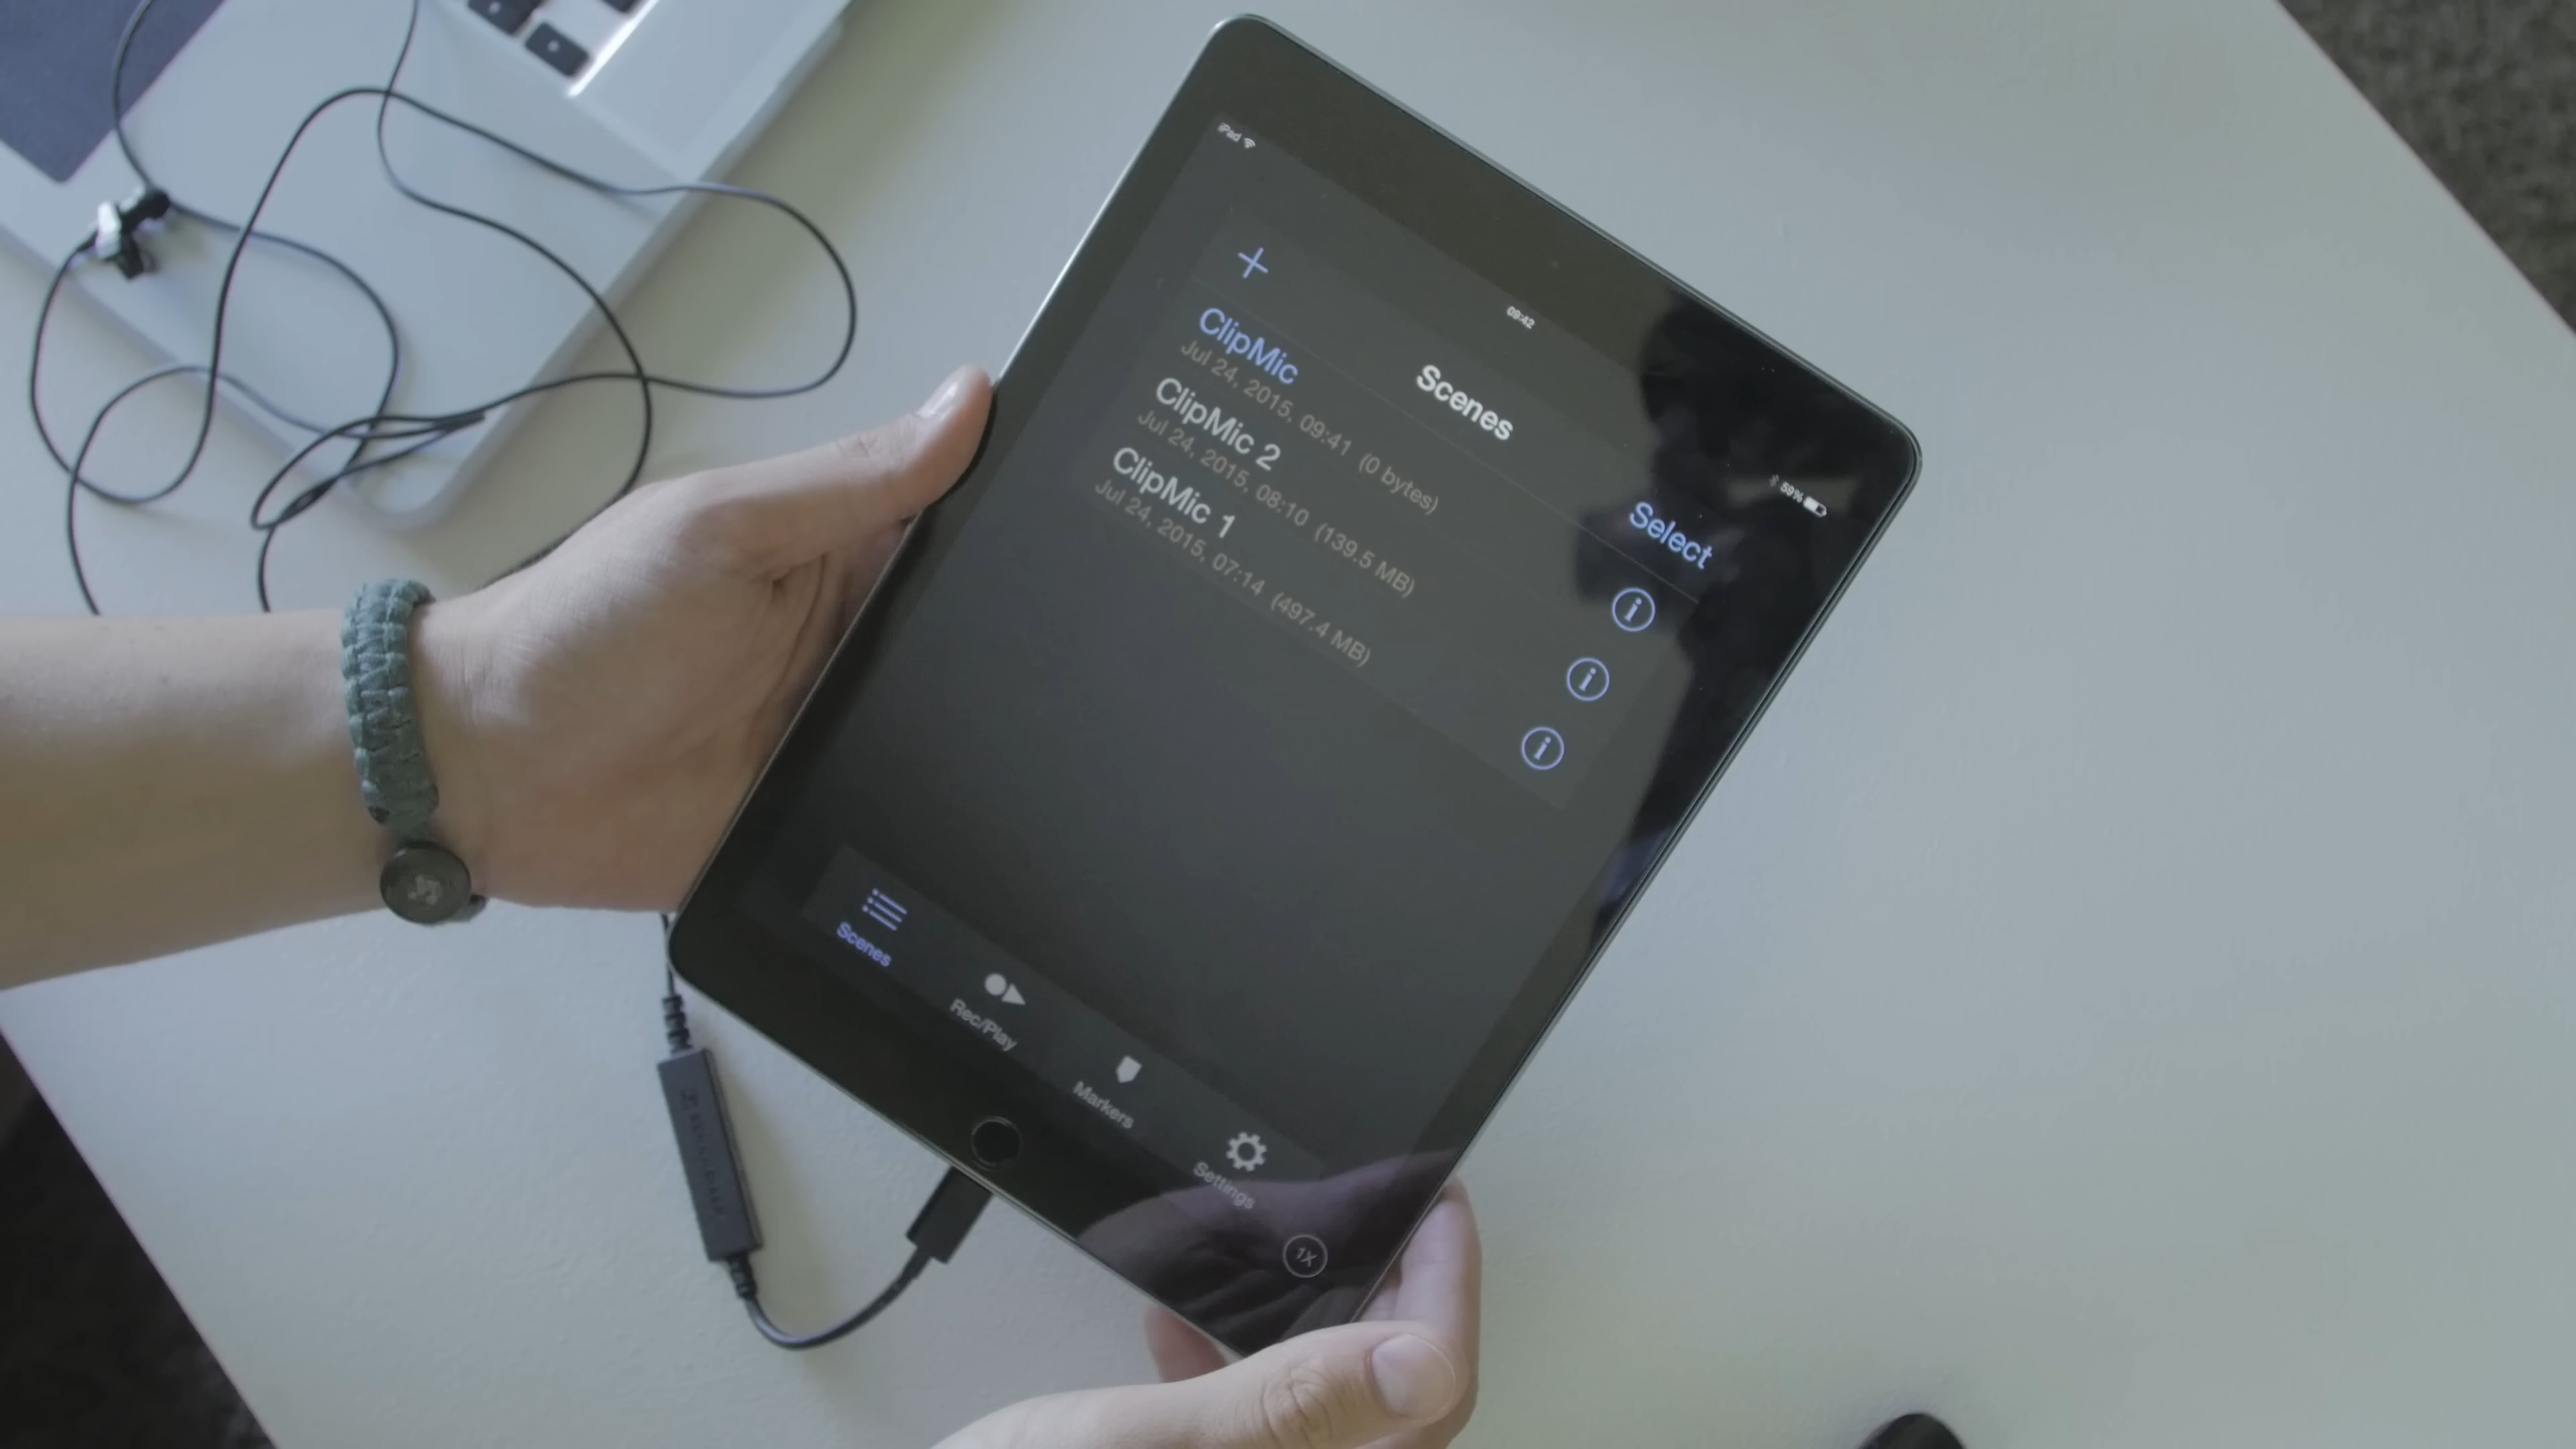 iPad
09:42
59%
Scenes
Select
ClipMic
Jul 24, 2015, 09:41 (0 bytes)
ClipMic 2
Jul 24, 2015, 08:10 (139.5 MB)
ClipMic 1
Jul 24, 2015, 07:14 (497.4 MB)
Scenes
Rec/Play
Markers
Settings
1X
SENNHEISER